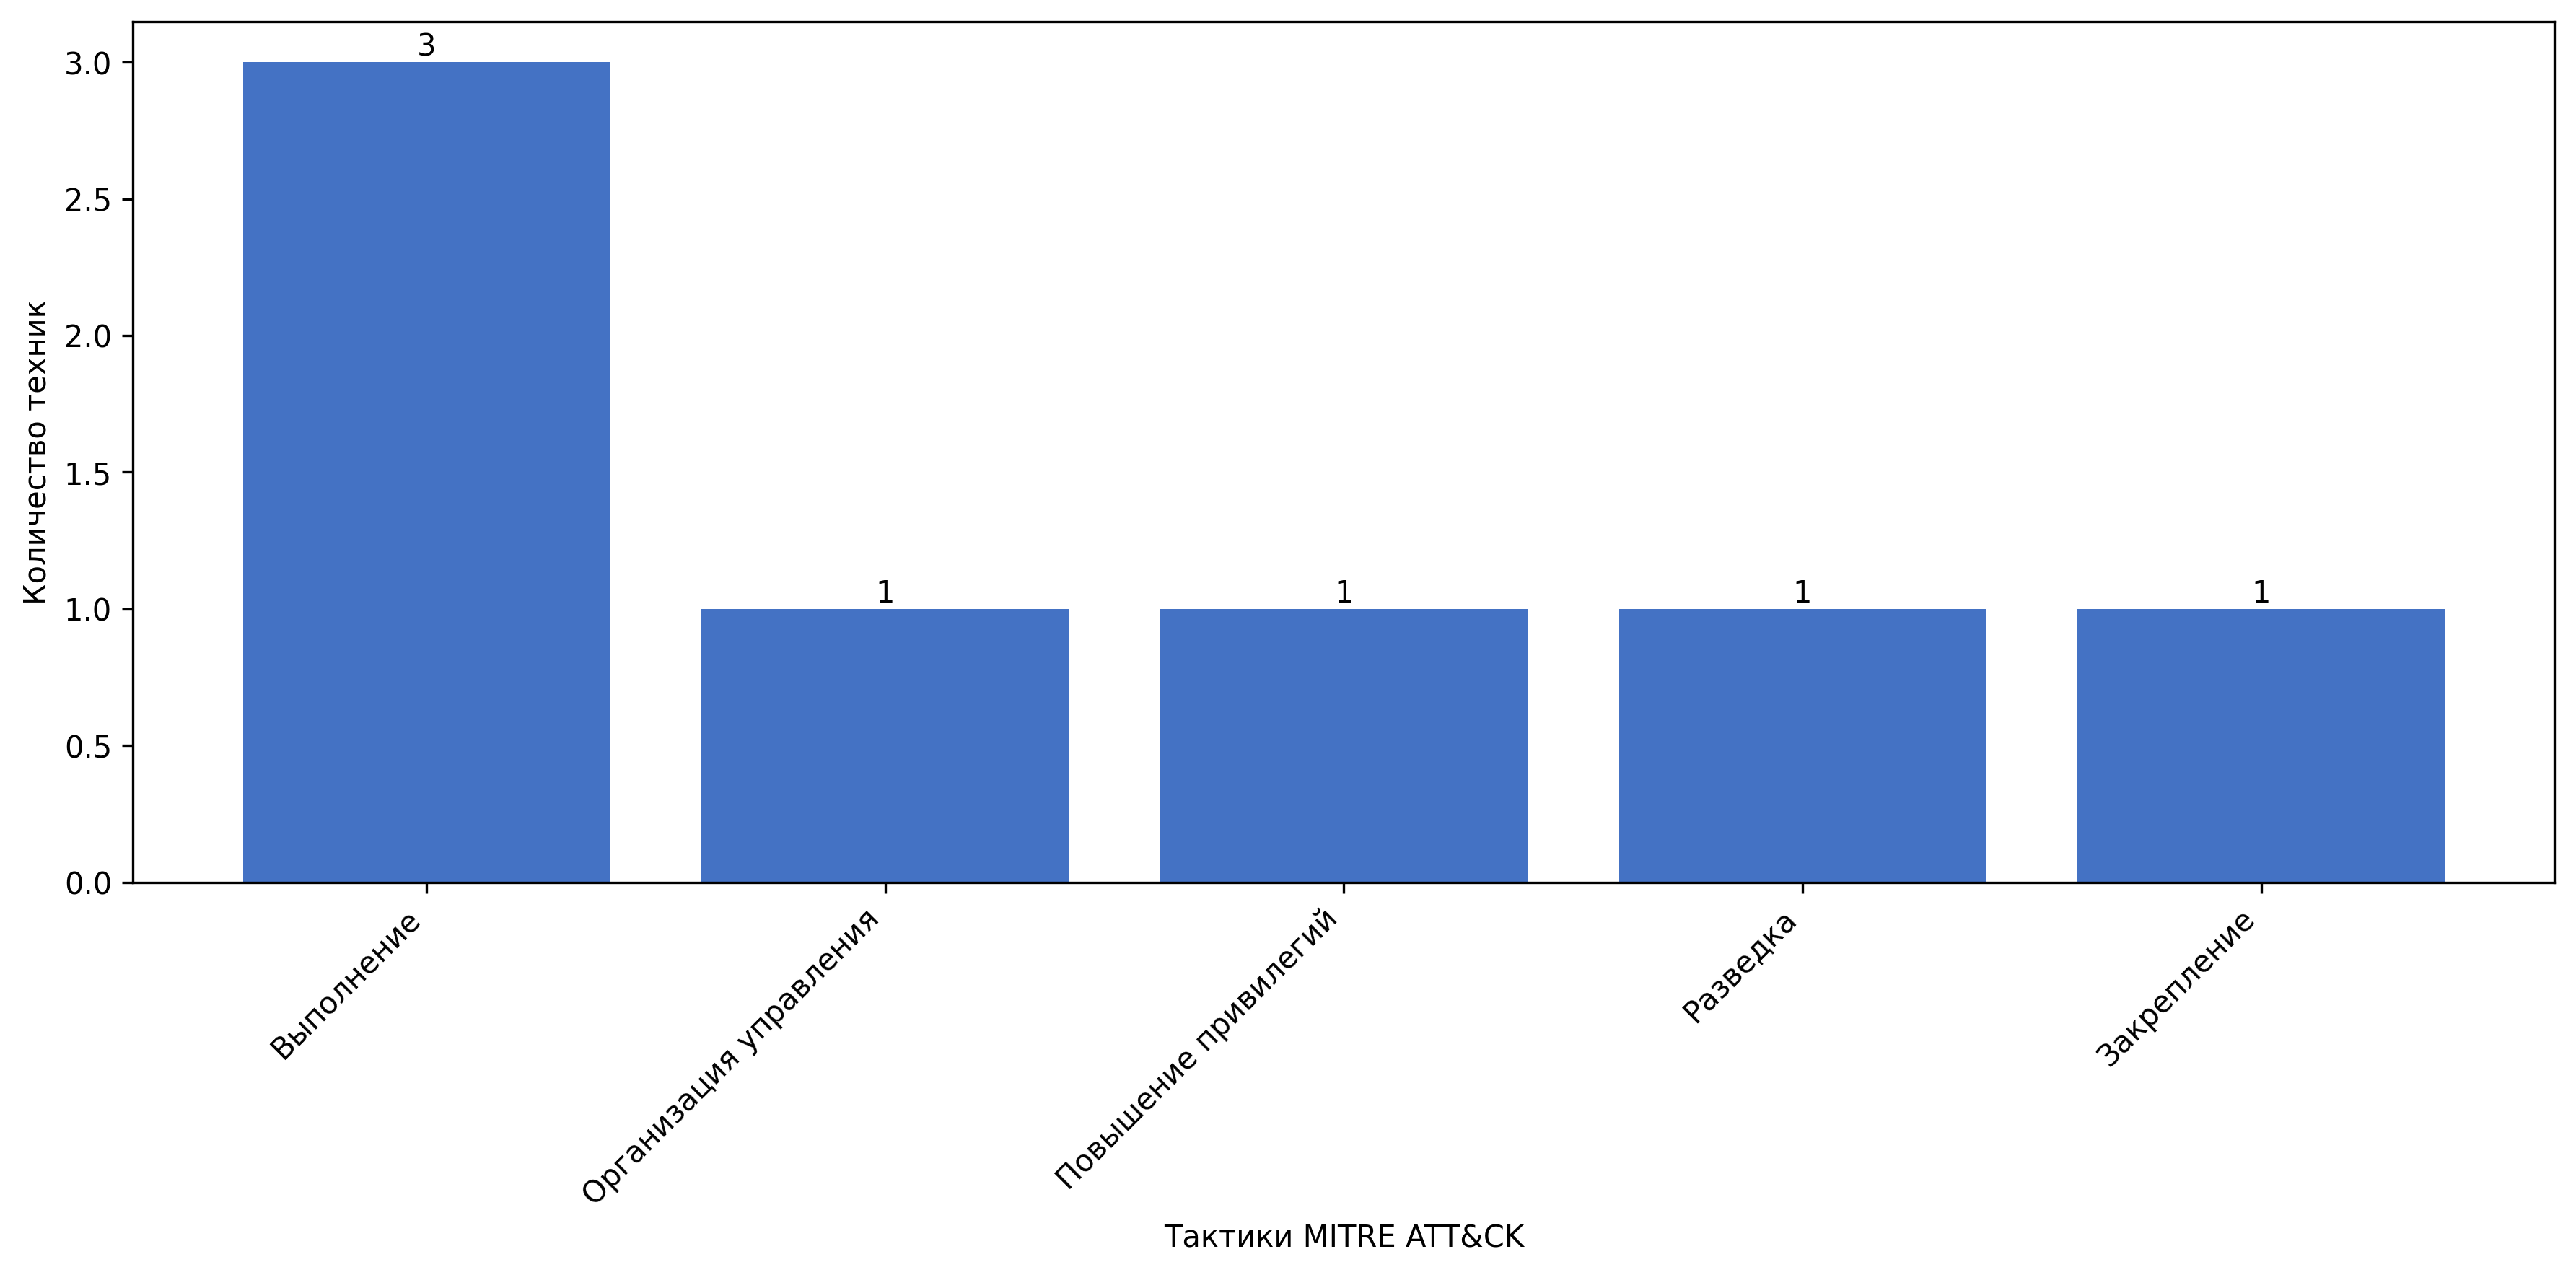 3
1
1
1
1
3.0
2.5
2.0
1.5
1.0
0.5
0.0
Количество техник
Выполнение
Организация управления
Повышение привилегий
Разведка
Закрепление
Тактики MITRE ATT&CK